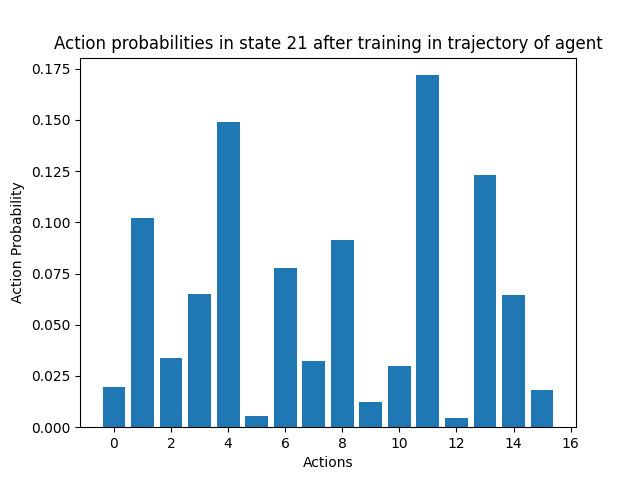 Action probabilities in state 21 after training in trajectory of agent
0.175
0.150
0.125
0.100
0.075
0.050
0.025
0.000
Action Probability
0 2 4 6 8 10 12 14 16
Actions